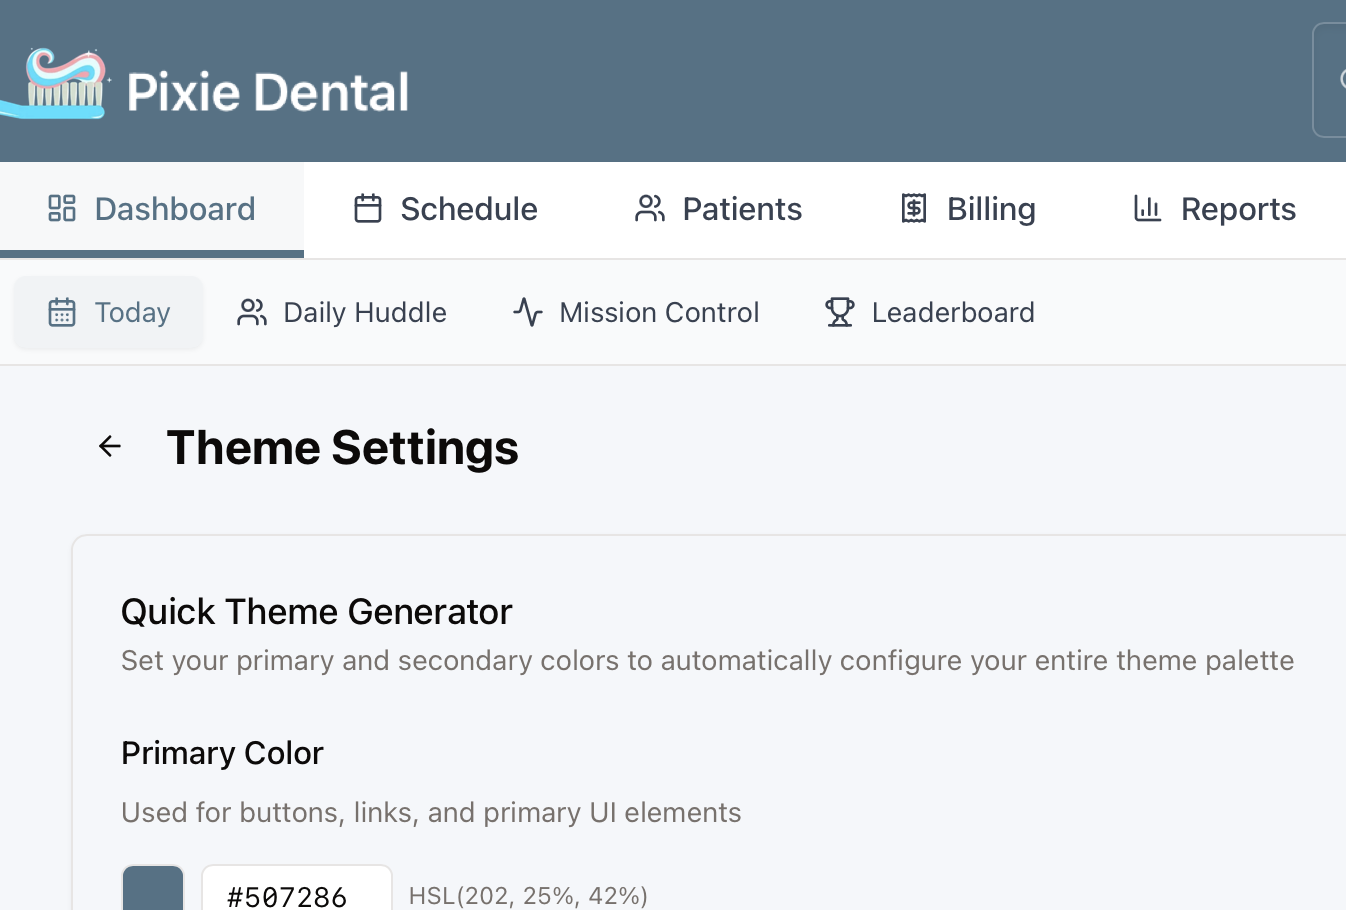 Pixie Dental
Dashboard Schedule Patients Billing Reports
Today Daily Huddle Mission Control Leaderboard
Theme Settings
Quick Theme Generator
Set your primary and secondary colors to automatically configure your entire theme palette
Primary Color
Used for buttons, links, and primary UI elements
#507286 HSL(202, 25%, 42%)